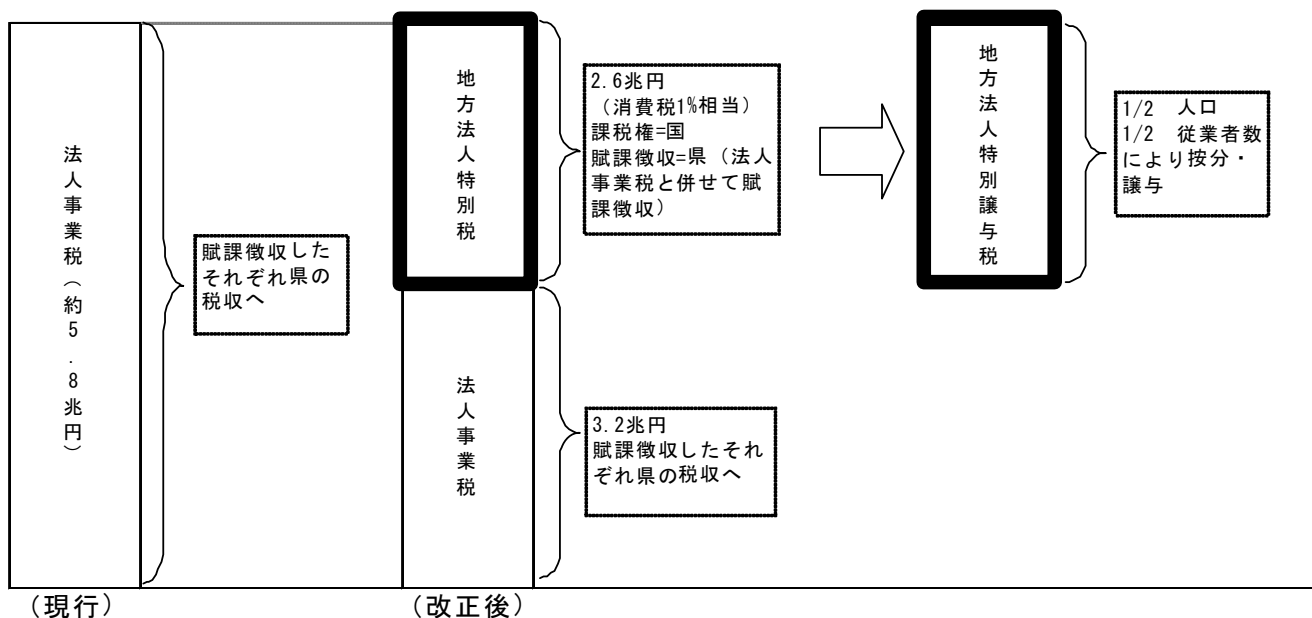 法人事業税（約5.8兆円）
賦課徴収した
それぞれ県の
税収へ
地方法人特別税
2.6兆円
（消費税1%相当）
課税権=国
賦課徴収=県（法人
事業税と併せて賦
課徴収）
法人事業税
3.2兆円
賦課徴収したそれ
ぞれ県の税収へ
地方法人特別譲与税
1/2　人口
1/2　従業者数
により按分・
譲与
（現行）
（改正後）